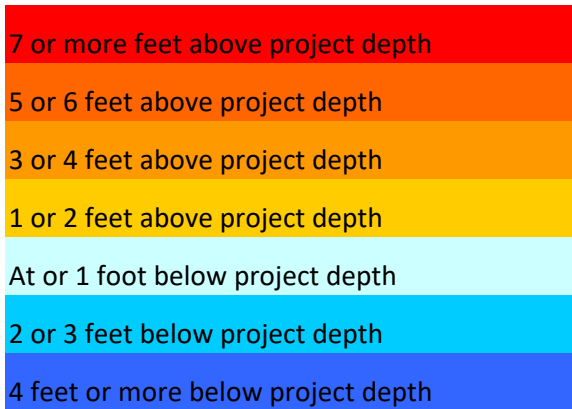 7 or more feet above project depth
5 or 6 feet above project depth
3 or 4 feet above project depth
1 or 2 feet above project depth
At or 1 foot below project depth
2 or 3 feet below project depth
4 feet or more below project depth